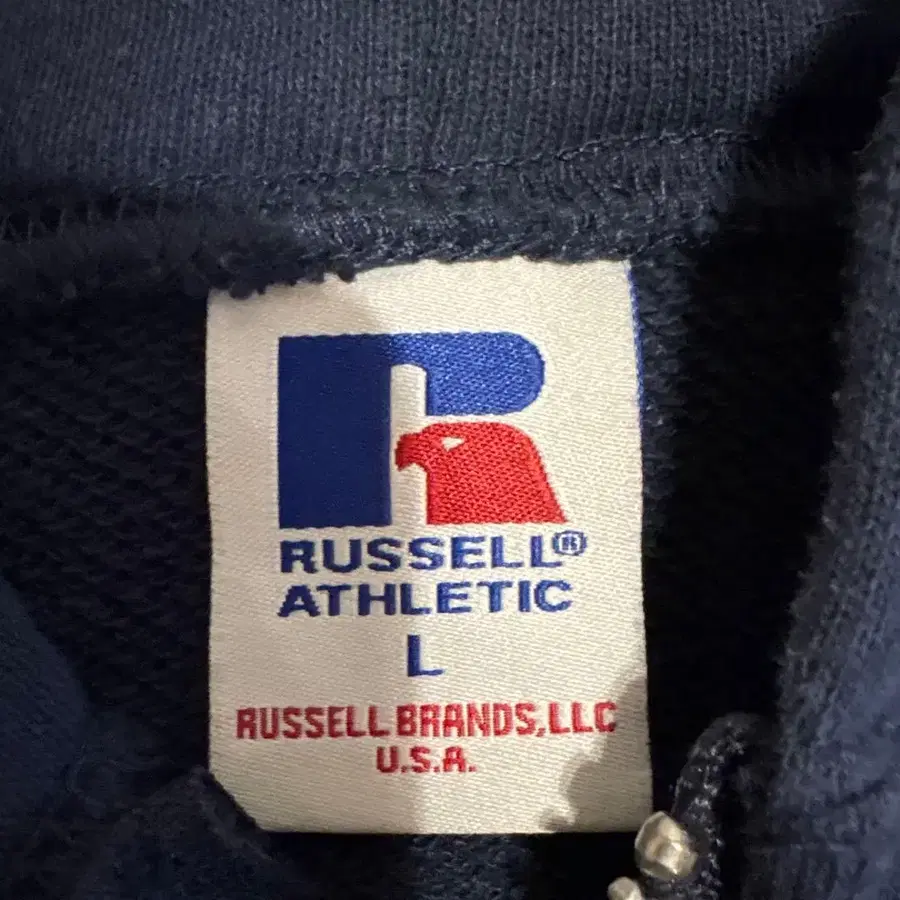 RUSSELL®
ATHLETIC
L
RUSSELL BRANDS,LLC
U.S.A.